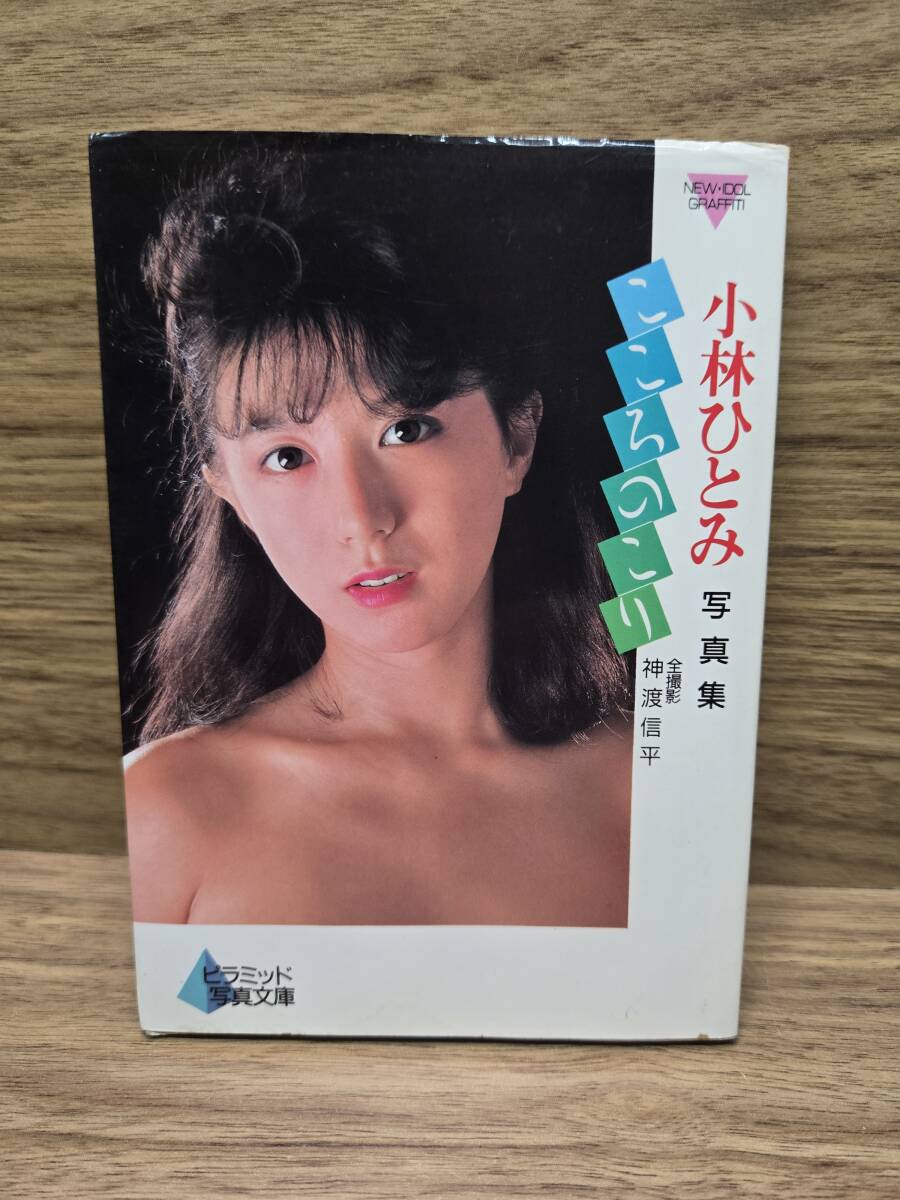 NEW・IDOL
GRAFFITI
小林ひとみ
写真集
こころのこり
全撮影
神渡信平
ピラミッド
写真文庫